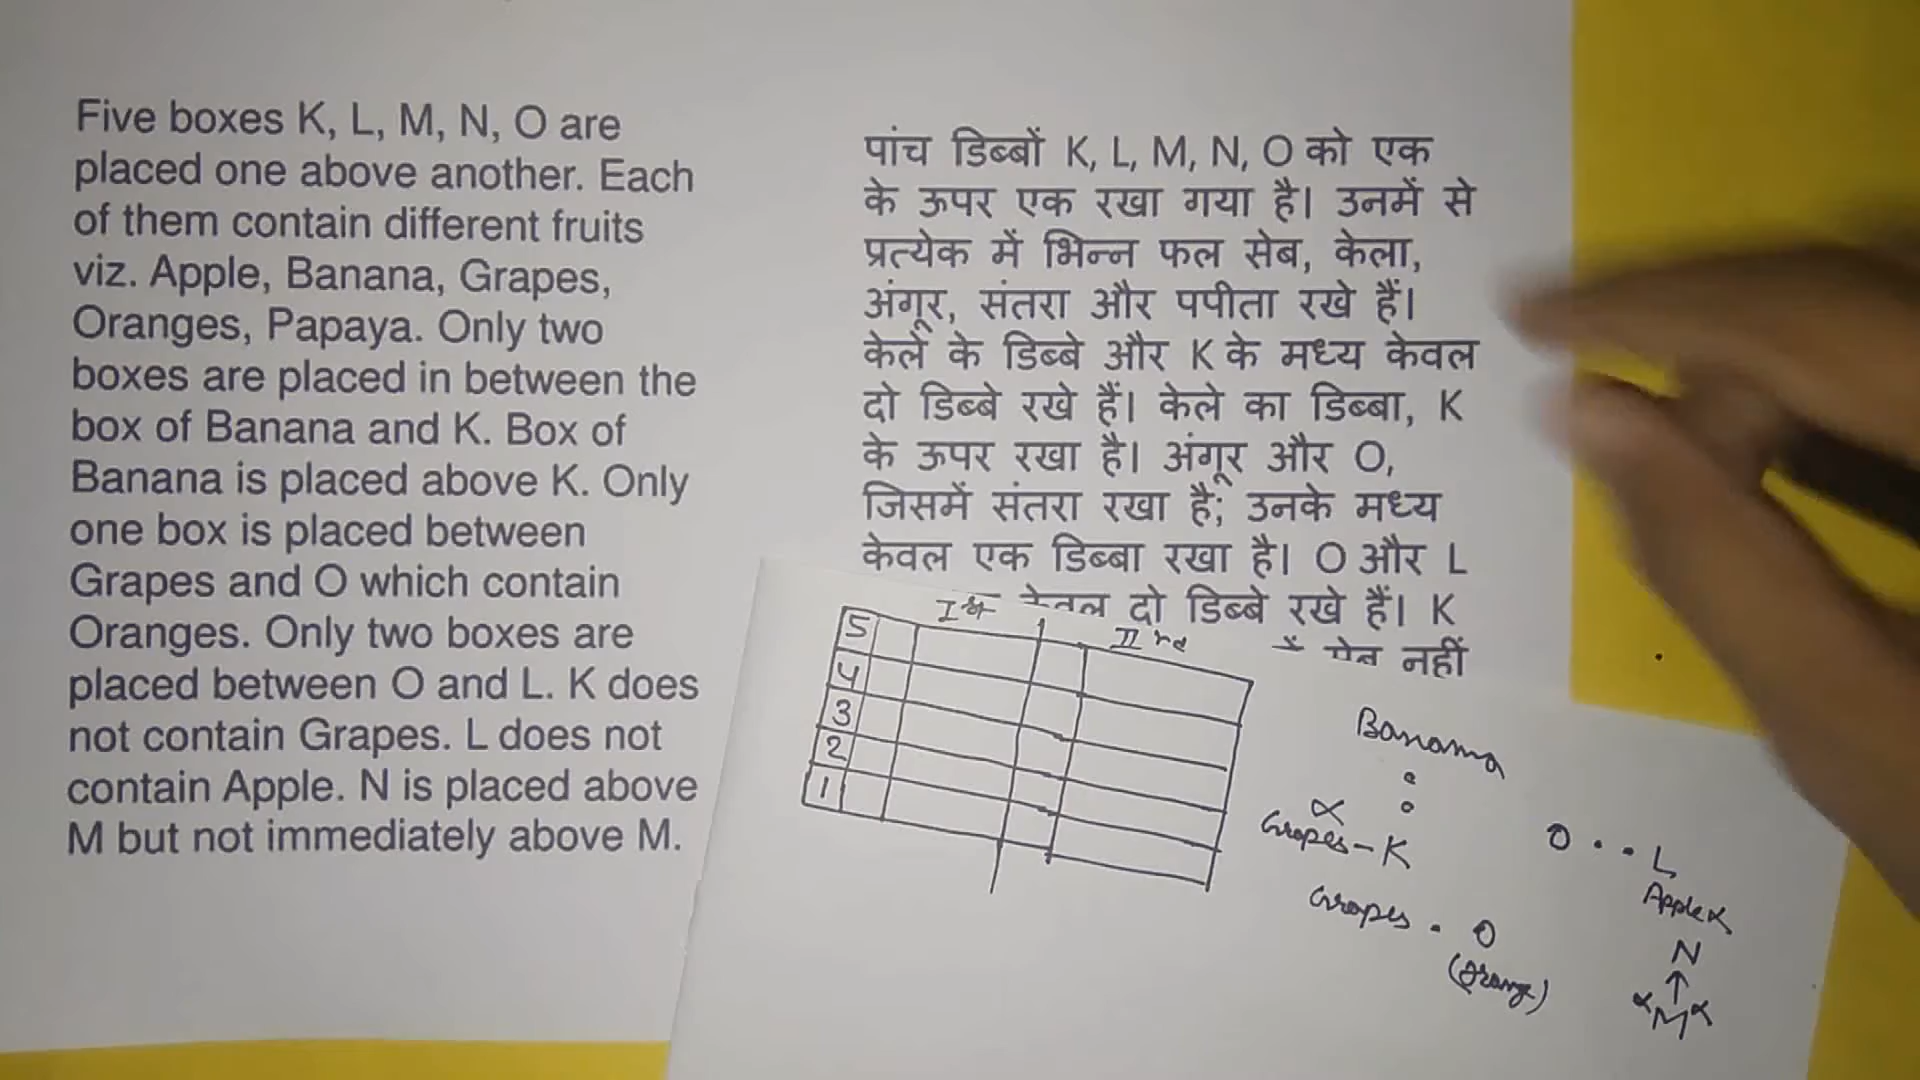 Five boxes K, L, M, N, O are
placed one above another. Each
of them contain different fruits
viz. Apple, Banana, Grapes,
Oranges, Papaya. Only two
boxes are placed in between the
box of Banana and K. Box of
Banana is placed above K. Only
one box is placed between
Grapes and O which contain
Oranges. Only two boxes are
placed between O and L. K does
not contain Grapes. L does not
contain Apple. N is placed above
M but not immediately above M.
पांच डिब्बों K, L, M, N, O को एक
के ऊपर एक रखा गया है। उनमें से
प्रत्येक में भिन्न फल सेब, केला,
अंगूर, संतरा और पपीता रखे हैं।
केले के डिब्बे और K के मध्य केवल
दो डिब्बे रखे हैं। केले का डिब्बा, K
के ऊपर रखा है। अंगूर और O,
जिसमें संतरा रखा है; उनके मध्य
केवल एक डिब्बा रखा है। O और L
केवल दो डिब्बे रखे हैं। K
नहीं
Ist
5
4
3
2
1
Banana
Grapes - K
Grapes . O
O . . L
Apple
N
M